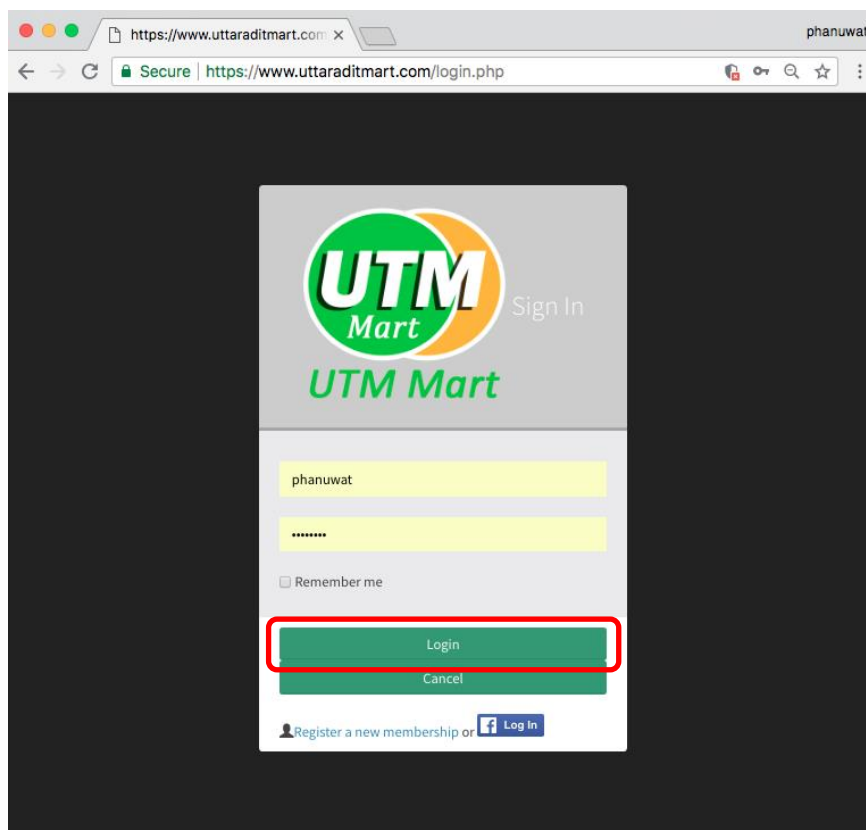 https://www.uttaraditmart.com
phanuwat
Secure | https://www.uttaraditmart.com/login.php
UTM
Mart
Sign In
UTM Mart
phanuwat
••••••••
Remember me
Login
Cancel
Register a new membership or f Log In